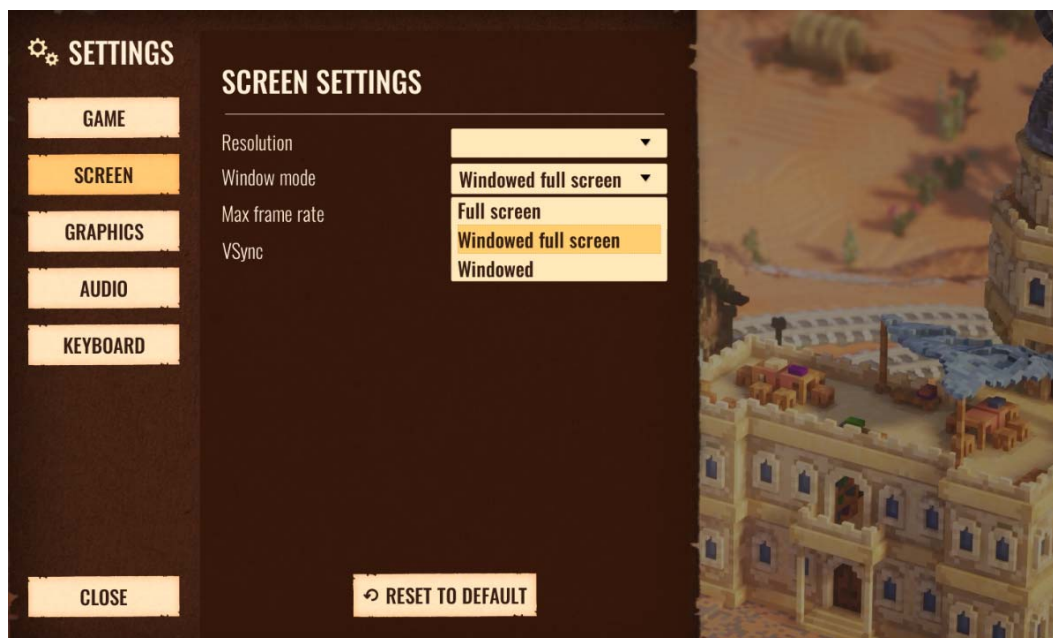 SETTINGS
GAME
SCREEN
GRAPHICS
AUDIO
KEYBOARD
CLOSE
SCREEN SETTINGS
Resolution
Window mode Windowed full screen
Max frame rate Full screen
Windowed full screen
VSync
Windowed
RESET TO DEFAULT